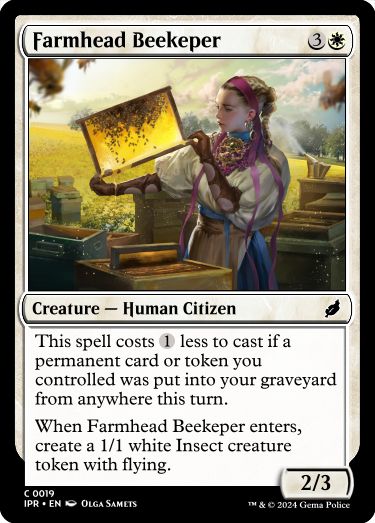 Farmhead Beekeper 3
Creature — Human Citizen
This spell costs 1 less to cast if a
permanent card or token you
controlled was put into your graveyard
from anywhere this turn.
When Farmhead Beekeper enters,
create a 1/1 white Insect creature
token with flying.
2/3
C 0019
IPR • EN OLGA SAMETS
™ & © 2024 Gema Police